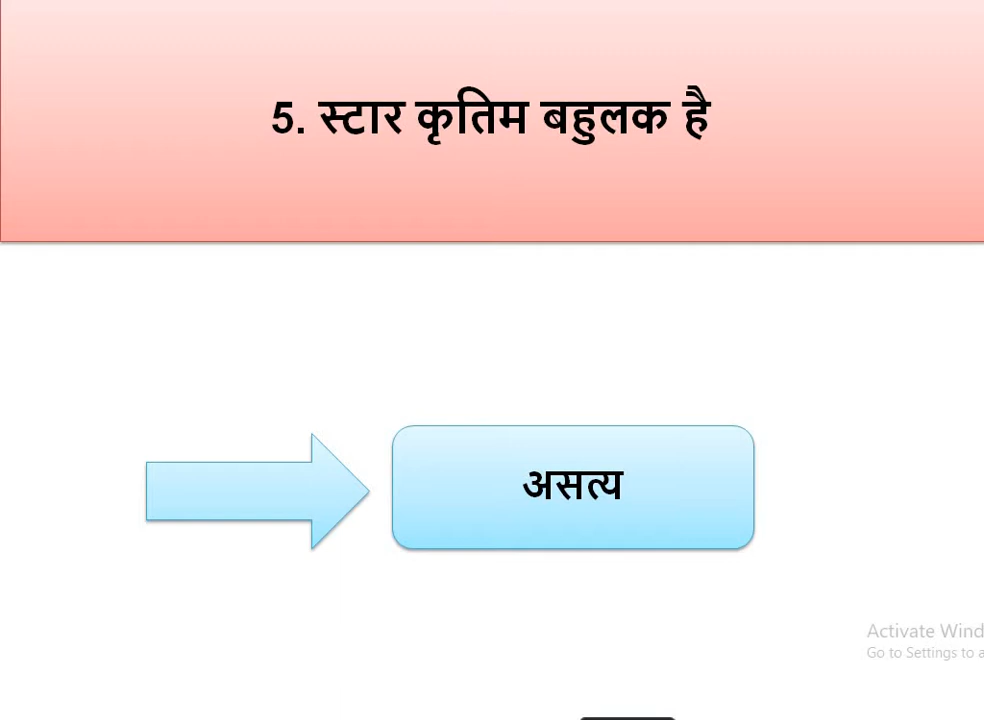 5. स्टार कृतिम बहुलक है
असत्य
Activate Wind
Go to Settings to a